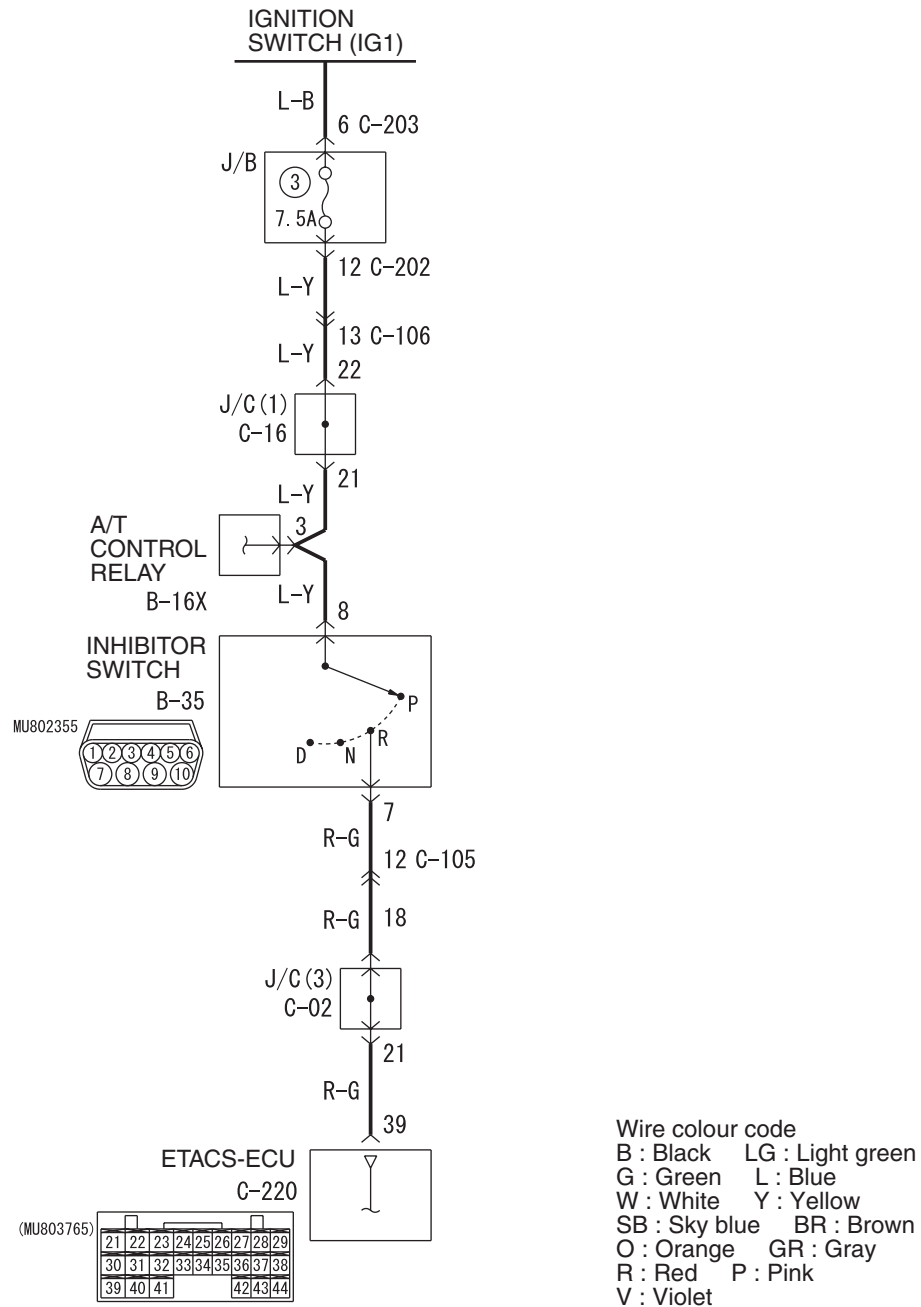 IGNITION
SWITCH (IG1)
L-B
6 C-203
J/B
3
7.5A
12 C-202
L-Y
13 C-106
L-Y
22
J/C(1)
C-16
21
L-Y
3
A/T
CONTROL
RELAY
B-16X
L-Y
8
INHIBITOR
SWITCH
B-35
P
R
N
D
MU802355
1 2 3 4 5 6
7 8 9 10
7
R-G
12 C-105
R-G
18
J/C(3)
C-02
21
R-G
39
ETACS-ECU
C-220
(MU803765)
21 22 23 24 25 26 27 28 29
30 31 32 33 34 35 36 37 38
39 40 41 42 43 44
Wire colour code
B : Black LG : Light green
G : Green L : Blue
W : White Y : Yellow
SB : Sky blue BR : Brown
O : Orange GR : Gray
R : Red P : Pink
V : Violet